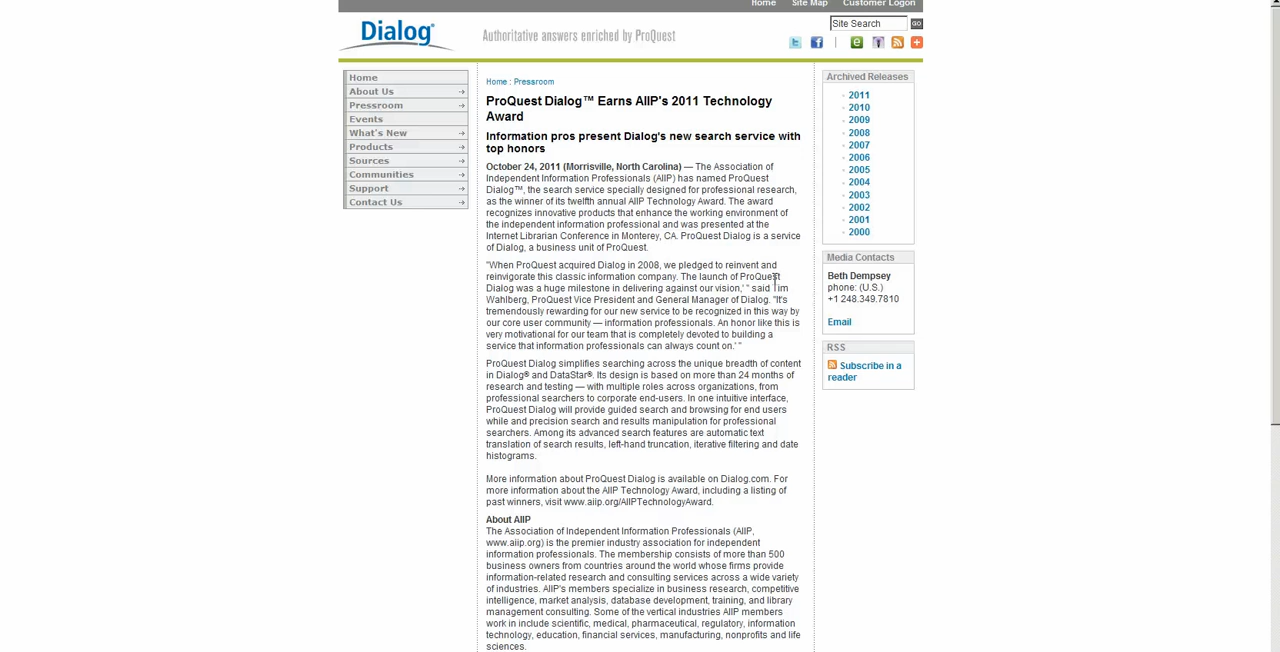 Home Site Map Customer Logon
Site Search GO
Dialog
Authoritative answers enriched by ProQuest
Home
About Us
Pressroom
Events
What's New
Products
Sources
Communities
Support
Contact Us
Home : Pressroom
ProQuest Dialog™ Earns AIIP's 2011 Technology
Award
Information pros present Dialog's new search service with
top honors
October 24, 2011 (Morrisville, North Carolina) — The Association of
Independent Information Professionals (AIIP) has named ProQuest
Dialog™, the search service specially designed for professional research,
as the winner of its twelfth annual AIIP Technology Award. The award
recognizes innovative products that enhance the working environment of
the independent information professional and was presented at the
Internet Librarian Conference in Monterey, CA. ProQuest Dialog is a service
of Dialog, a business unit of ProQuest.
"When ProQuest acquired Dialog in 2008, we pledged to reinvent and
reinvigorate this classic information company. The launch of ProQuest
Dialog was a huge milestone in delivering against our vision,' " said Tim
Wahlberg, ProQuest Vice President and General Manager of Dialog. "It's
tremendously rewarding for our new service to be recognized in this way by
our core user community — information professionals. An honor like this is
very motivational for our team that is completely devoted to building a
service that information professionals can always count on.' "
ProQuest Dialog simplifies searching across the unique breadth of content
in Dialog® and DataStar®. Its design is based on more than 24 months of
research and testing — with multiple roles across organizations, from
professional searchers to corporate end-users. In one intuitive interface,
ProQuest Dialog will provide guided search and browsing for end users
while and precision search and results manipulation for professional
searchers. Among its advanced search features are automatic text
translation of search results, left-hand truncation, iterative filtering and date
histograms.
More information about ProQuest Dialog is available on Dialog.com. For
more information about the AIIP Technology Award, including a listing of
past winners, visit www.aiip.org/AIIPTechnologyAward.
About AIIP
The Association of Independent Information Professionals (AIIP,
www.aiip.org) is the premier industry association for independent
information professionals. The membership consists of more than 500
business owners from countries around the world whose firms provide
information-related research and consulting services across a wide variety
of industries. AIIP's members specialize in business research, competitive
intelligence, market analysis, database development, training, and library
management consulting. Some of the vertical industries AIIP members
work in include scientific, medical, pharmaceutical, regulatory, information
technology, education, financial services, manufacturing, nonprofits and life
sciences.
Archived Releases
2011
2010
2009
2008
2007
2006
2005
2004
2003
2002
2001
2000
Media Contacts
Beth Dempsey
phone: (U.S.)
+1 248.349.7810
Email
RSS
Subscribe in a
reader